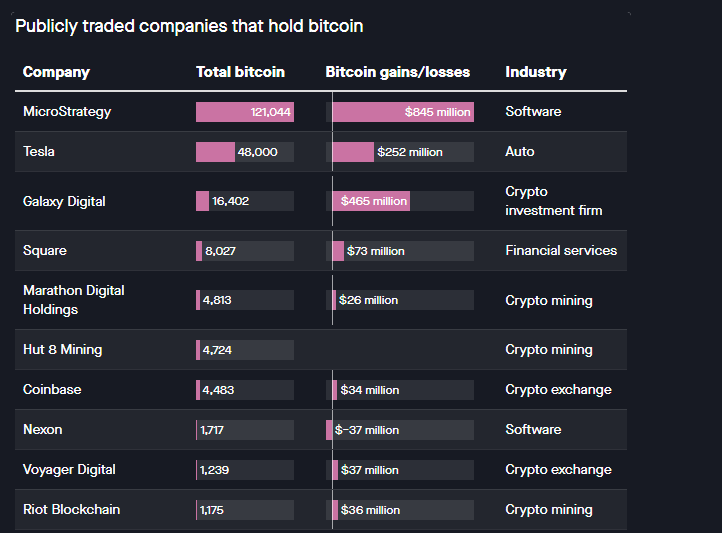 Publicly traded companies that hold bitcoin
Company Total bitcoin Bitcoin gains/losses Industry
MicroStrategy 121,044 $845 million Software
Tesla 48,000 $252 million Auto
Galaxy Digital 16,402 $465 million Crypto
investment firm
Square 8,027 $73 million Financial services
Marathon Digital
Holdings 4,813 $26 million Crypto mining
Hut 8 Mining 4,724 Crypto mining
Coinbase 4,483 $34 million Crypto exchange
Nexon 1,717 $-37 million Software
Voyager Digital 1,239 $37 million Crypto exchange
Riot Blockchain 1,175 $36 million Crypto mining